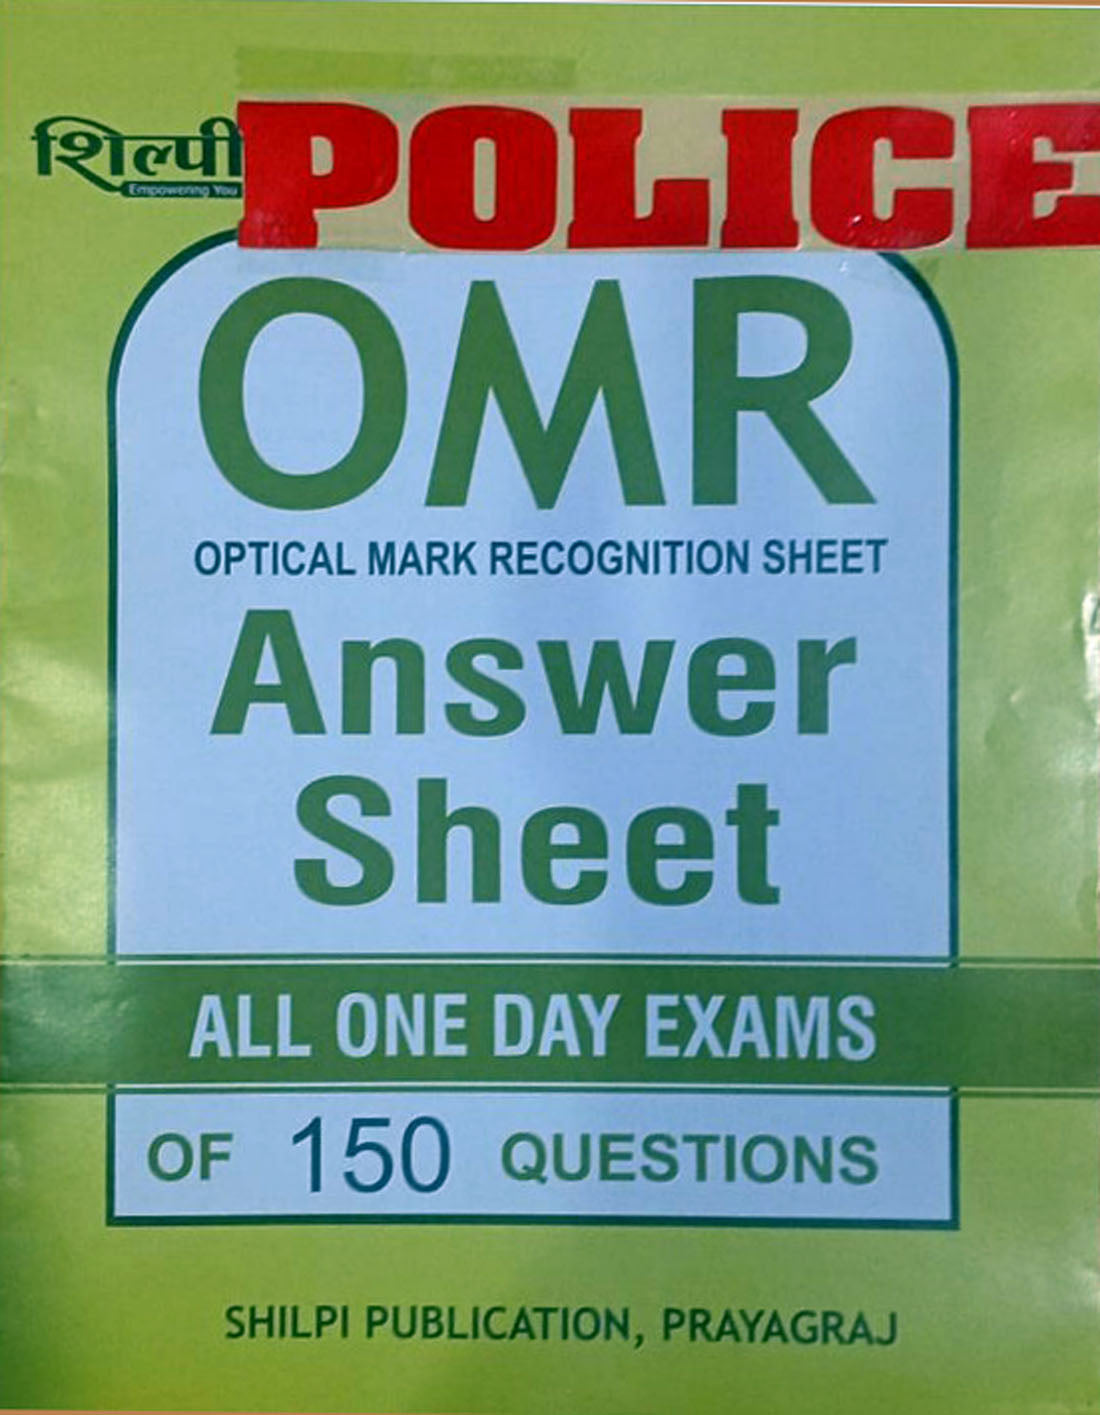 शिल्पी
Empowering You
POLICE
OMR
OPTICAL MARK RECOGNITION SHEET
Answer
Sheet
ALL ONE DAY EXAMS
OF 150 QUESTIONS
SHILPI PUBLICATION, PRAYAGRAJ